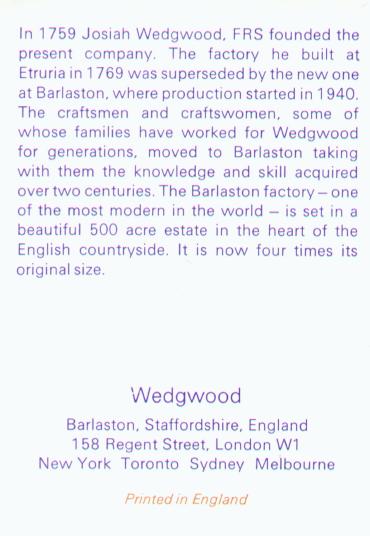 In 1759 Josiah Wedgwood, FRS founded the
present company. The factory he built at
Etruria in 1769 was superseded by the new one
at Barlaston, where production started in 1940.
The craftsmen and craftswomen, some of
whose families have worked for Wedgwood
for generations, moved to Barlaston taking
with them the knowledge and skill acquired
over two centuries. The Barlaston factory – one
of the most modern in the world – is set in a
beautiful 500 acre estate in the heart of the
English countryside. It is now four times its
original size.
Wedgwood
Barlaston, Staffordshire, England
158 Regent Street, London W1
New York Toronto Sydney Melbourne
Printed in England